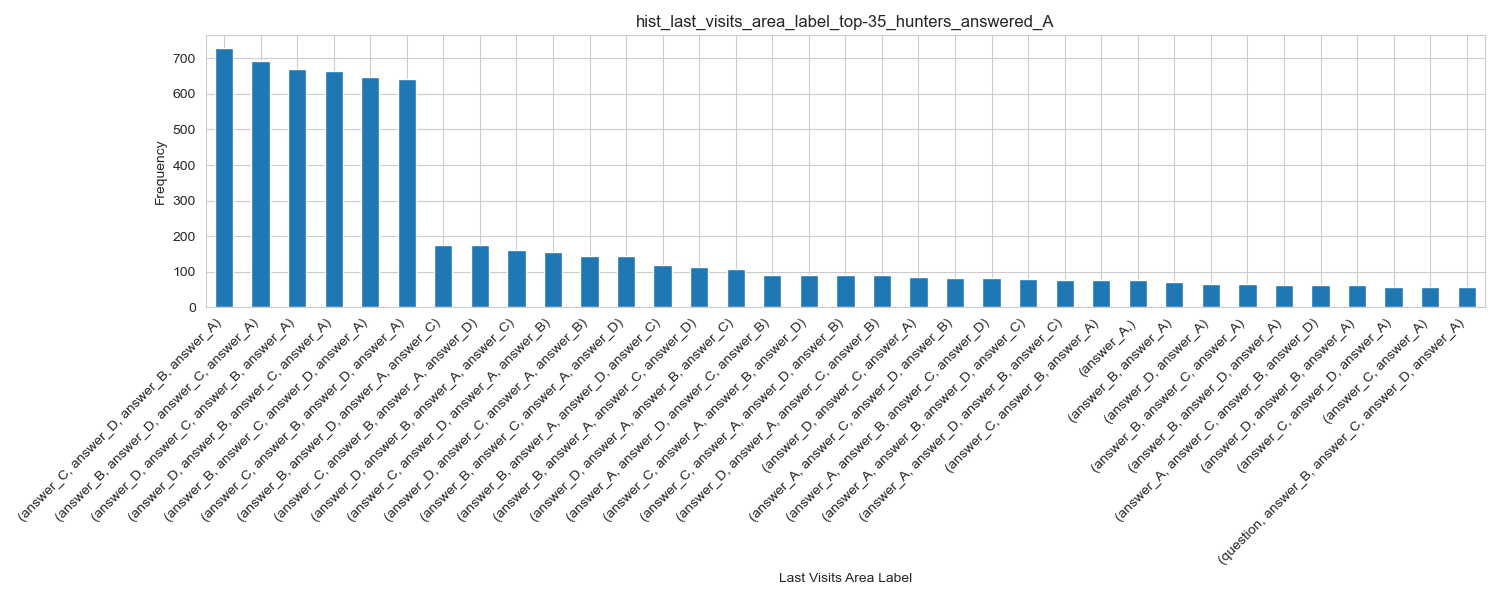 hist_last_visits_area_label_top-35_hunters_answered_A
Frequency
700
600
500
400
300
200
100
0
(answer_C, answer_D, answer_B, answer_A)
(answer_B, answer_D, answer_C, answer_A)
(answer_D, answer_C, answer_B, answer_A)
(answer_D, answer_B, answer_C, answer_A)
(answer_B, answer_C, answer_D, answer_A)
(answer_C, answer_B, answer_D, answer_A)
(answer_B, answer_D, answer_A, answer_C)
(answer_C, answer_B, answer_A, answer_D)
(answer_D, answer_B, answer_A, answer_C)
(answer_C, answer_D, answer_A, answer_B)
(answer_D, answer_C, answer_A, answer_B)
(answer_B, answer_C, answer_A, answer_D)
(answer_B, answer_A, answer_D, answer_C)
(answer_B, answer_A, answer_C, answer_D)
(answer_D, answer_A, answer_B, answer_C)
(answer_A, answer_D, answer_C, answer_B)
(answer_C, answer_A, answer_B, answer_D)
(answer_C, answer_A, answer_D, answer_B)
(answer_D, answer_A, answer_C, answer_B)
(answer_D, answer_C, answer_A)
(answer_A, answer_C, answer_D, answer_B)
(answer_A, answer_B, answer_C, answer_D)
(answer_A, answer_B, answer_D, answer_C)
(answer_A, answer_D, answer_B, answer_C)
(answer_C, answer_B, answer_A)
(answer_A,)
(answer_B, answer_A)
(answer_D, answer_A)
(answer_B, answer_C, answer_A)
(answer_B, answer_D, answer_A)
(answer_A, answer_C, answer_B, answer_D)
(answer_D, answer_B, answer_A)
(answer_C, answer_D, answer_A)
(answer_C, answer_A)
(question, answer_B, answer_C, answer_D, answer_A)
Last Visits Area Label